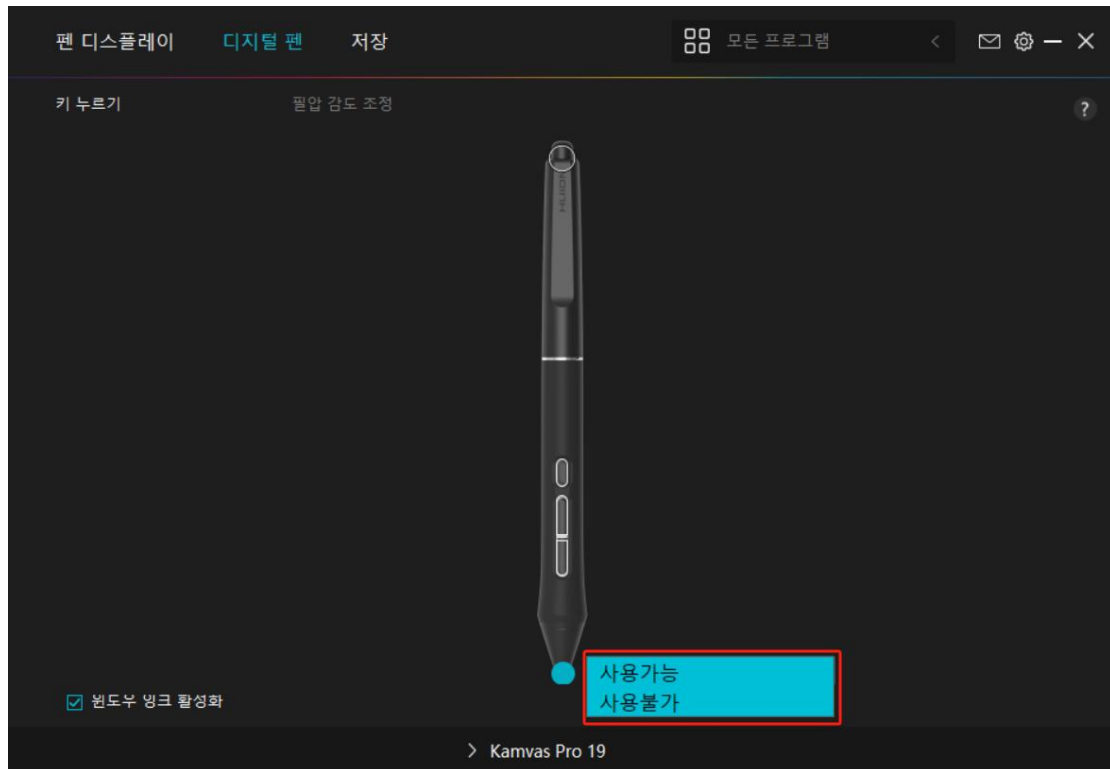 펜 디스플레이 디지털 펜 저장 모든 프로그램
키 누르기 필압 감도 조정 ?
HUION
사용가능
사용불가
윈도우 잉크 활성화
Kamvas Pro 19